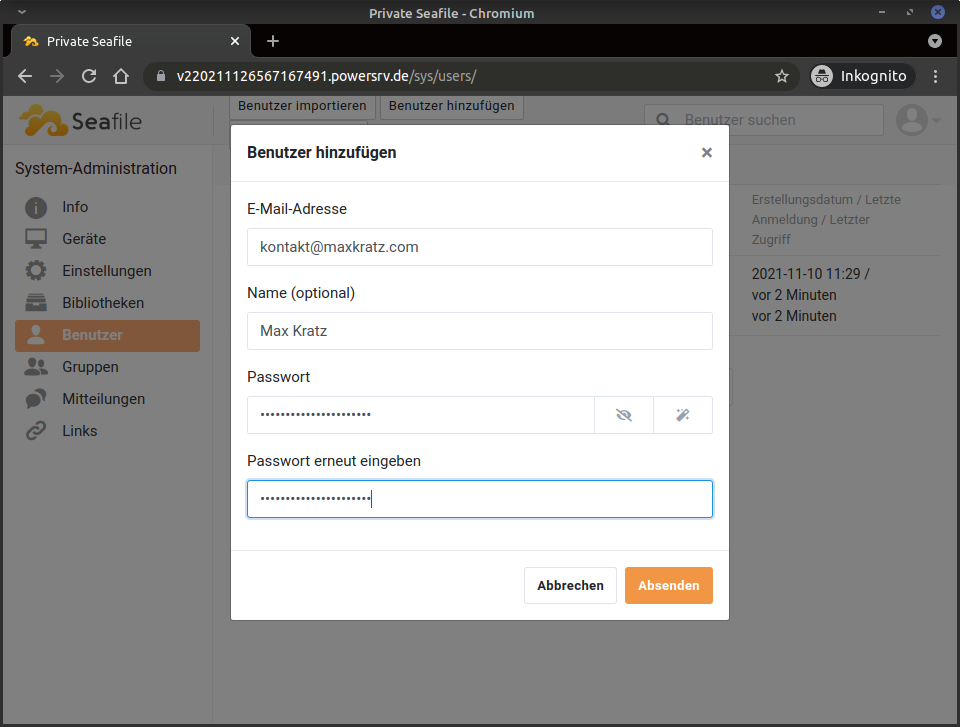 Private Seafile - Chromium
Private Seafile
v220211126567167491.powersrv.de/sys/users/
Inkognito
Seafile
Benutzer importieren
Benutzer hinzufügen
Benutzer suchen
System-Administration
Info
Geräte
Einstellungen
Bibliotheken
Benutzer
Gruppen
Mitteilungen
Links
Benutzer hinzufügen
E-Mail-Adresse
kontakt@maxkratz.com
Name (optional)
Max Kratz
Passwort
••••••••••••••••••••••
Passwort erneut eingeben
••••••••••••••••••••••
Abbrechen
Absenden
Erstellungsdatum / Letzte
Anmeldung / Letzter
Zugriff
2021-11-10 11:29 /
vor 2 Minuten
vor 2 Minuten